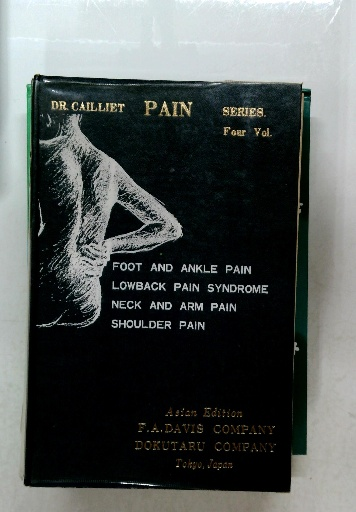 DR. CAILLIET PAIN SERIES.
Four Vol.
FOOT AND ANKLE PAIN
LOWBACK PAIN SYNDROME
NECK AND ARM PAIN
SHOULDER PAIN
Asian Edition
F.A.DAVIS COMPANY
DOKUTARU COMPANY
Tokyo, Japan